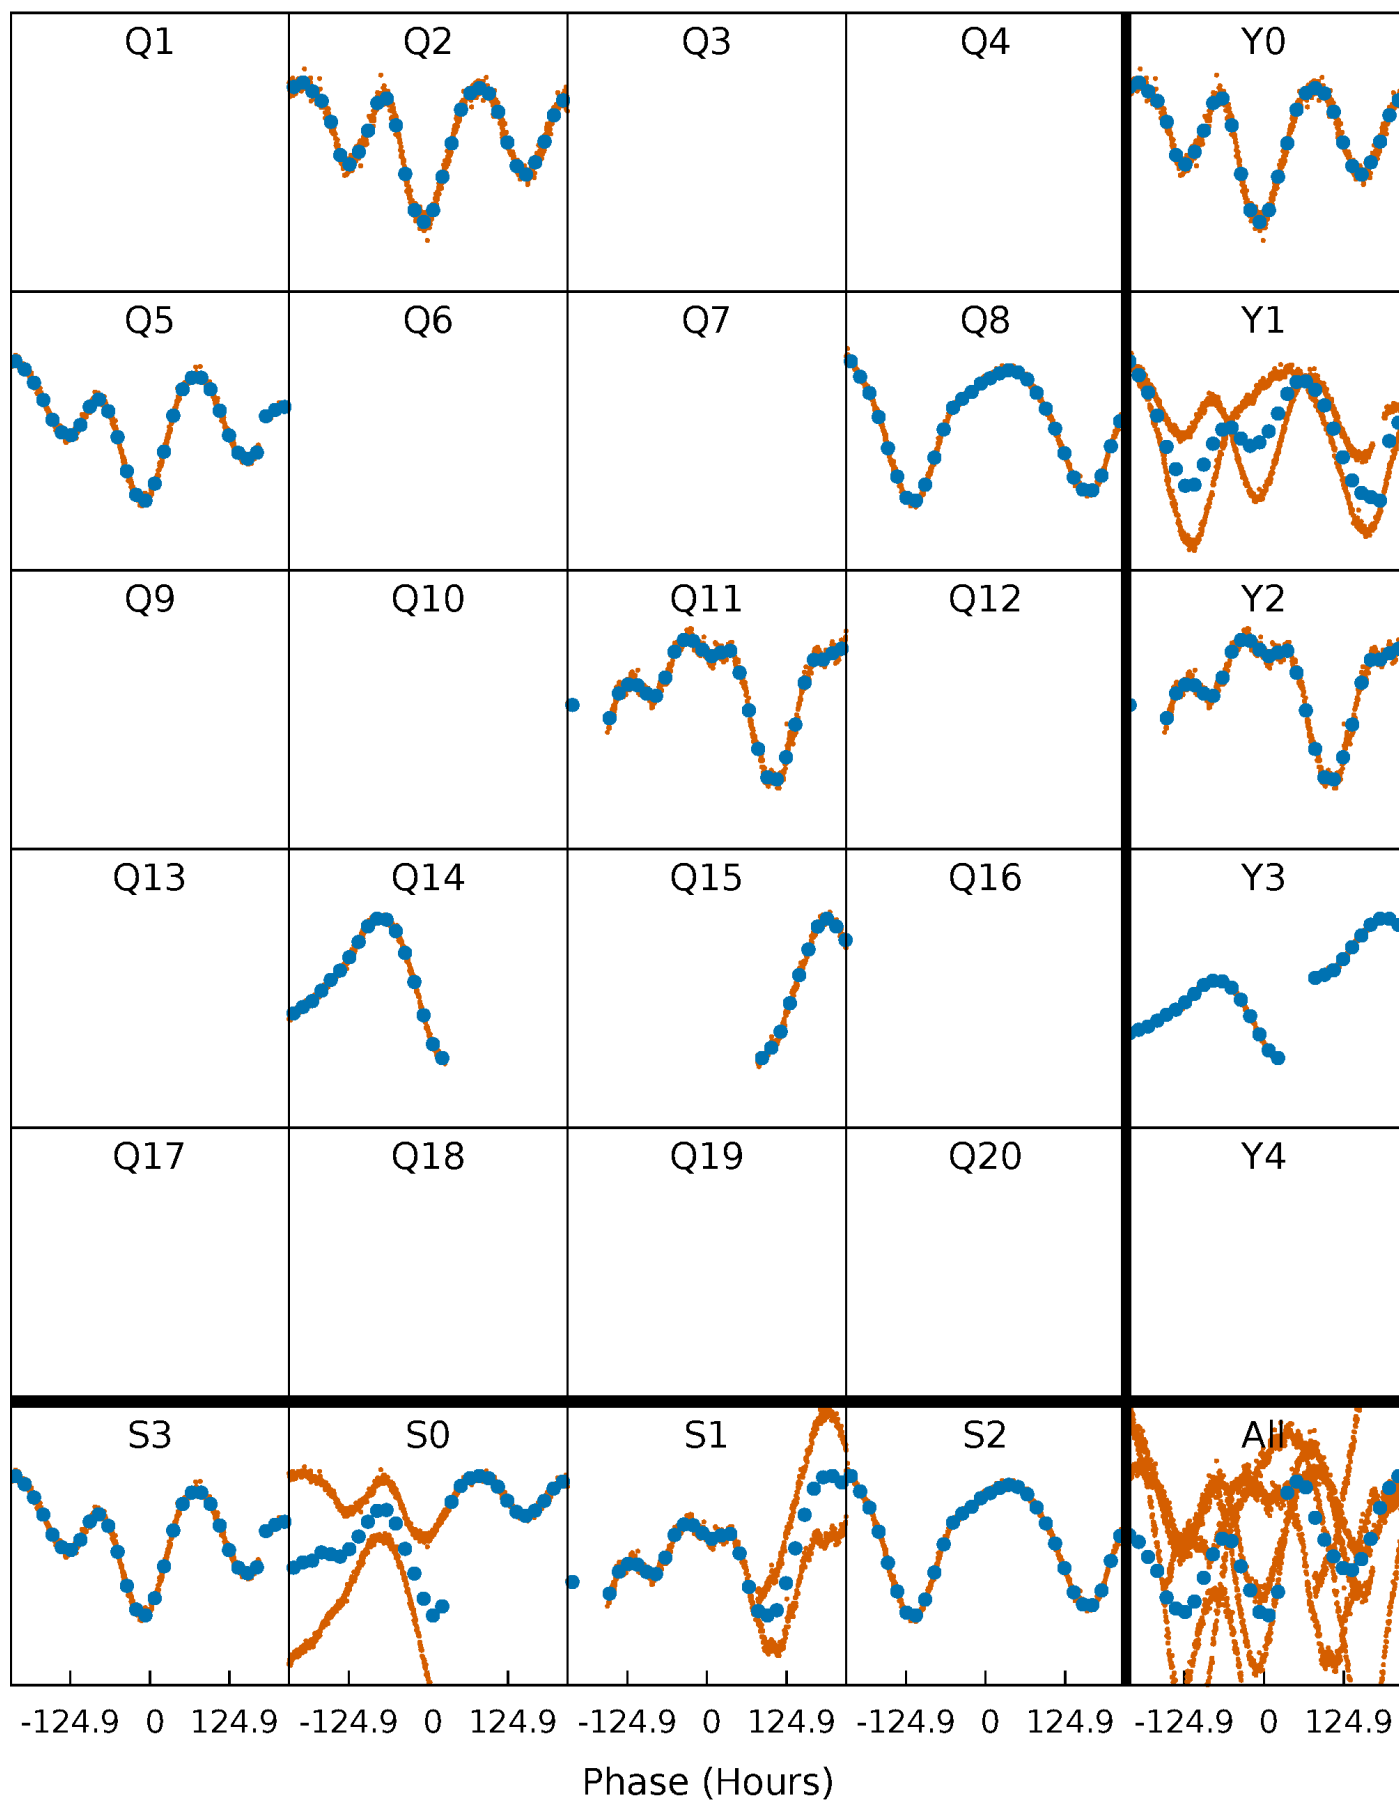 Q1 Q2 Q3 Q4 Y0
Q5 Q6 Q7 Q8 Y1
Q9 Q10 Q11 Q12 Y2
Q13 Q14 Q15 Q16 Y3
Q17 Q18 Q19 Q20 Y4
S3 S0 S1 S2 All
-124.9 0 124.9 -124.9 0 124.9 -124.9 0 124.9 -124.9 0 124.9 -124.9 0 124.9
Phase (Hours)